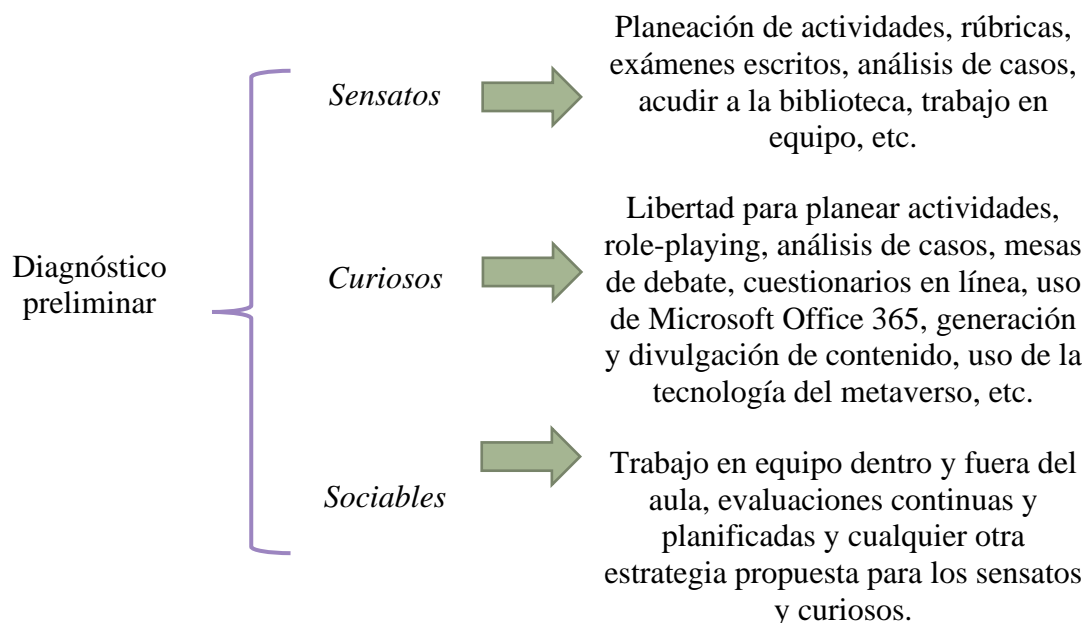 Diagnóstico
preliminar
Sensatos
Planeación de actividades, rúbricas,
exámenes escritos, análisis de casos,
acudir a la biblioteca, trabajo en
equipo, etc.
Curiosos
Libertad para planear actividades,
role-playing, análisis de casos, mesas
de debate, cuestionarios en línea, uso
de Microsoft Office 365, generación
y divulgación de contenido, uso de la
tecnología del metaverso, etc.
Sociables
Trabajo en equipo dentro y fuera del
aula, evaluaciones continuas y
planificadas y cualquier otra
estrategia propuesta para los sensatos
y curiosos.